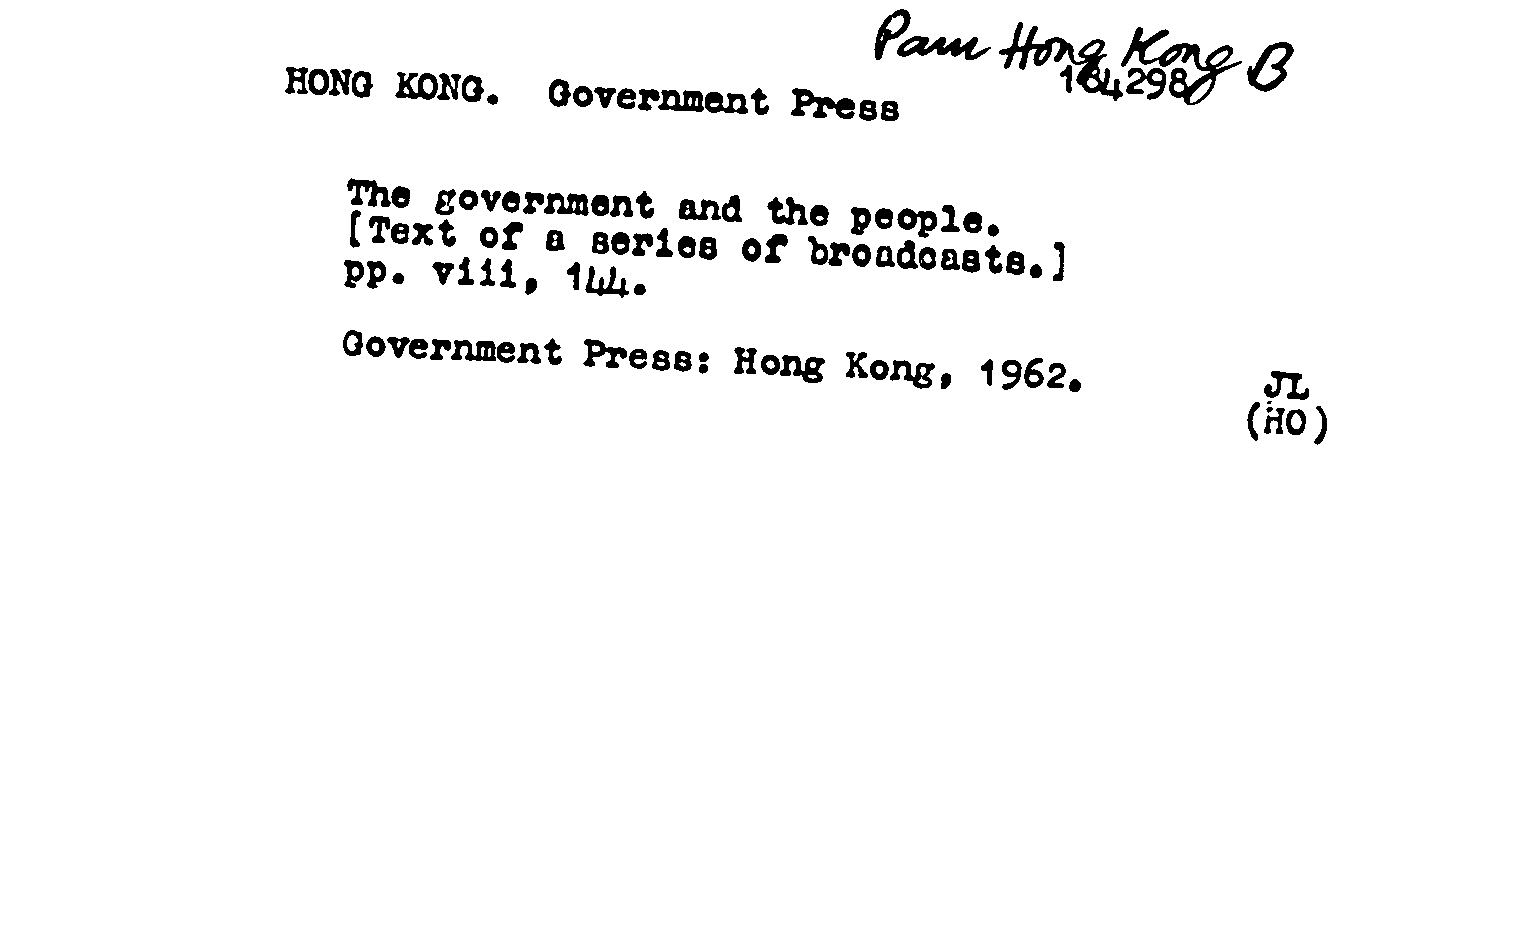 Pam Hong Kong B
164298
HONG KONG. Government Press
The government and the people.
[Text of a series of broadcasts.]
pp. viii, 144.
Government Press: Hong Kong, 1962.
JL
(HO)